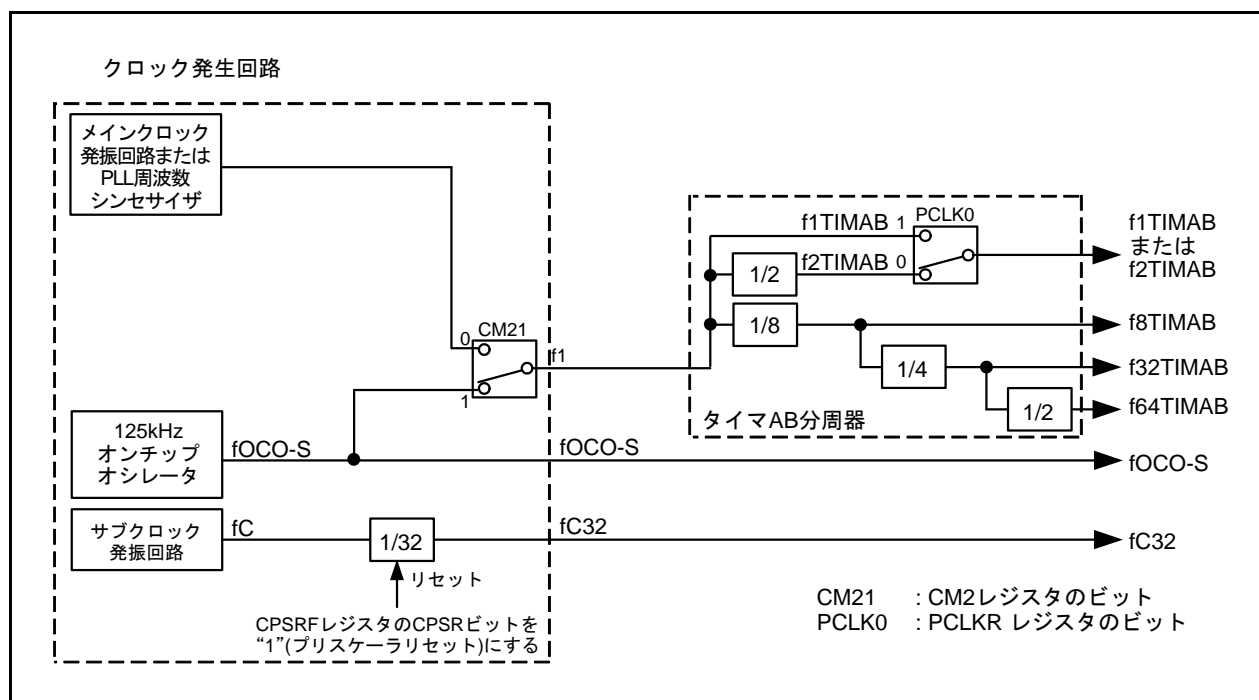 クロック発生回路
メインクロック
発振回路または
PLL周波数
シンセサイザ
0
CM21
1
f1
f1TIMAB 1
PCLK0
1/2
f2TIMAB 0
f1TIMAB
または
f2TIMAB
1/8
f8TIMAB
1/4
f32TIMAB
1/2
f64TIMAB
タイマAB分周器
125kHz
オンチップ
オシレータ
fOCO-S
fOCO-S
fOCO-S
サブクロック
発振回路
fC
1/32
fC32
fC32
リセット
CPSRFレジスタのCPSRビットを
“1”(プリスケーラリセット)にする
CM21 : CM2レジスタのビット
PCLK0 : PCLKR レジスタのビット